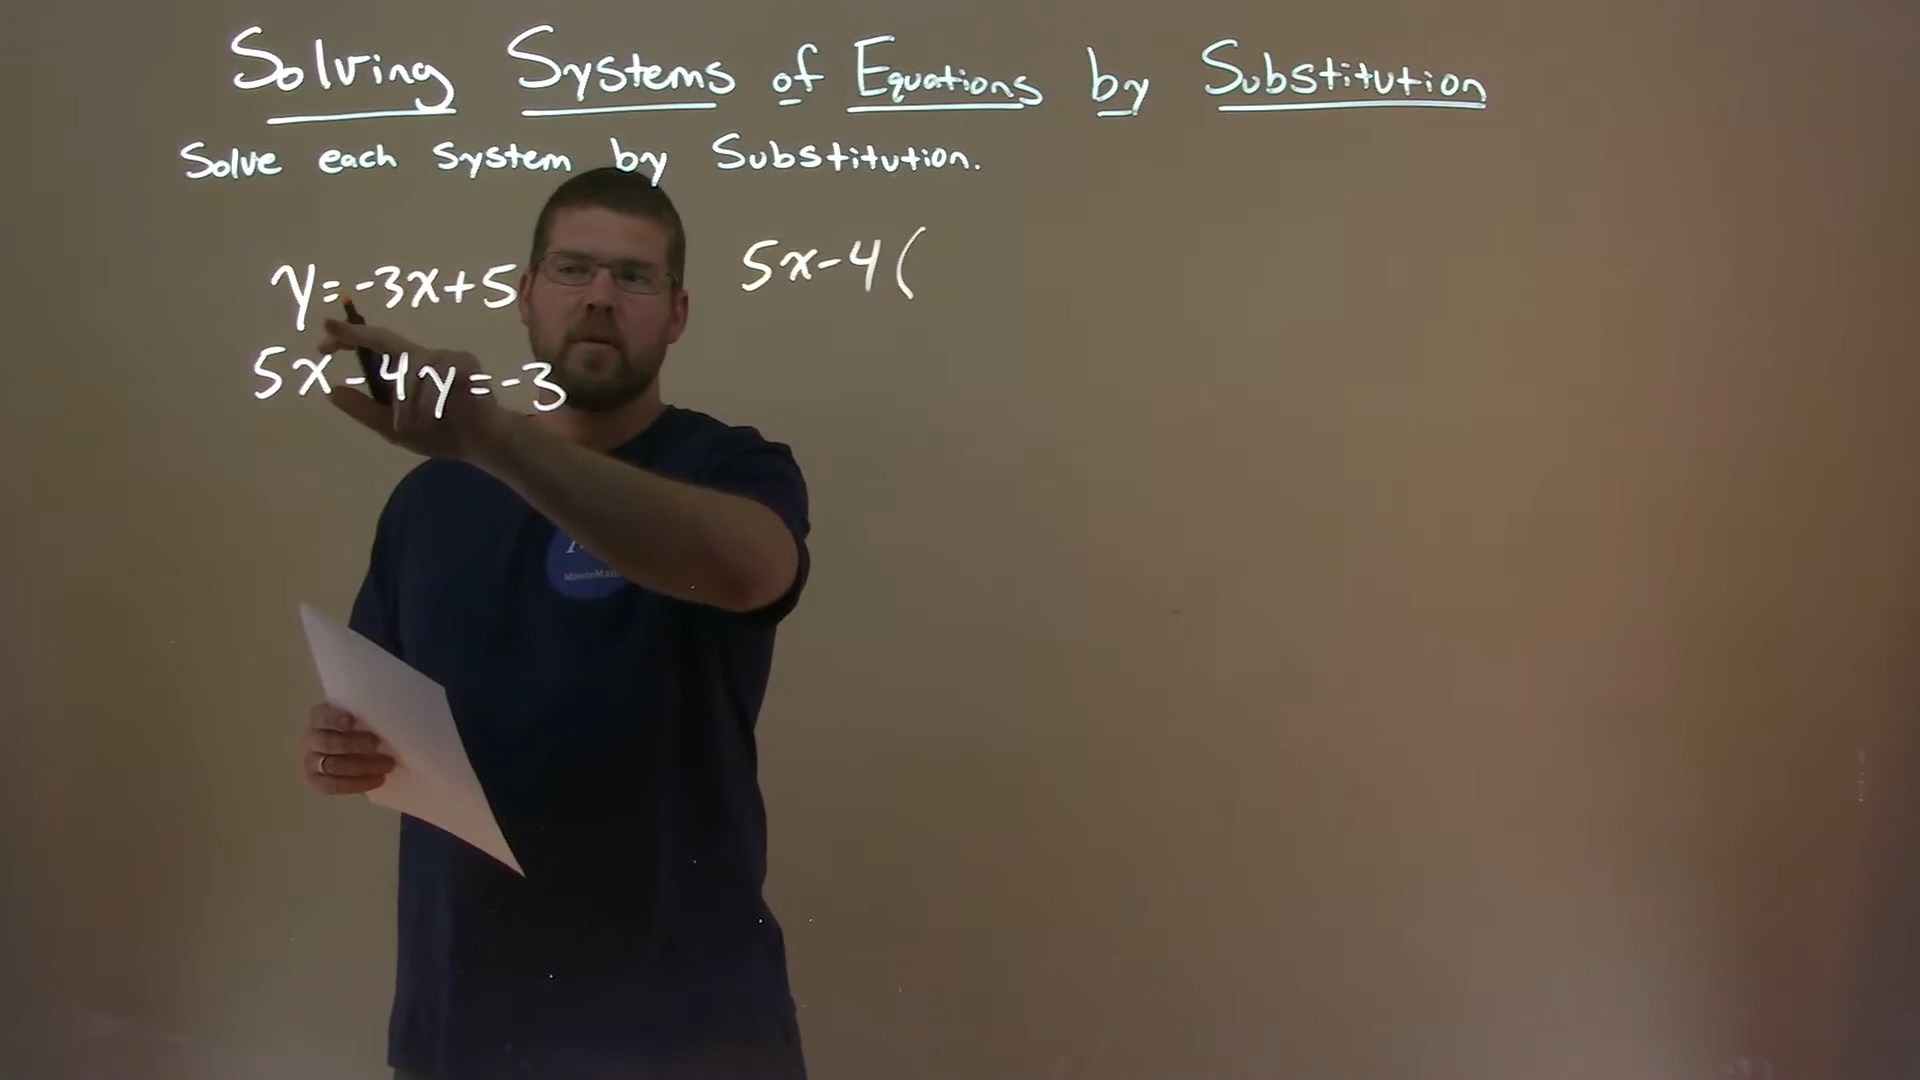 Solving Systems of Equations by Substitution
Solve each System by Substitution.
y=-3x+5
5x-4y=-3
5x-4(